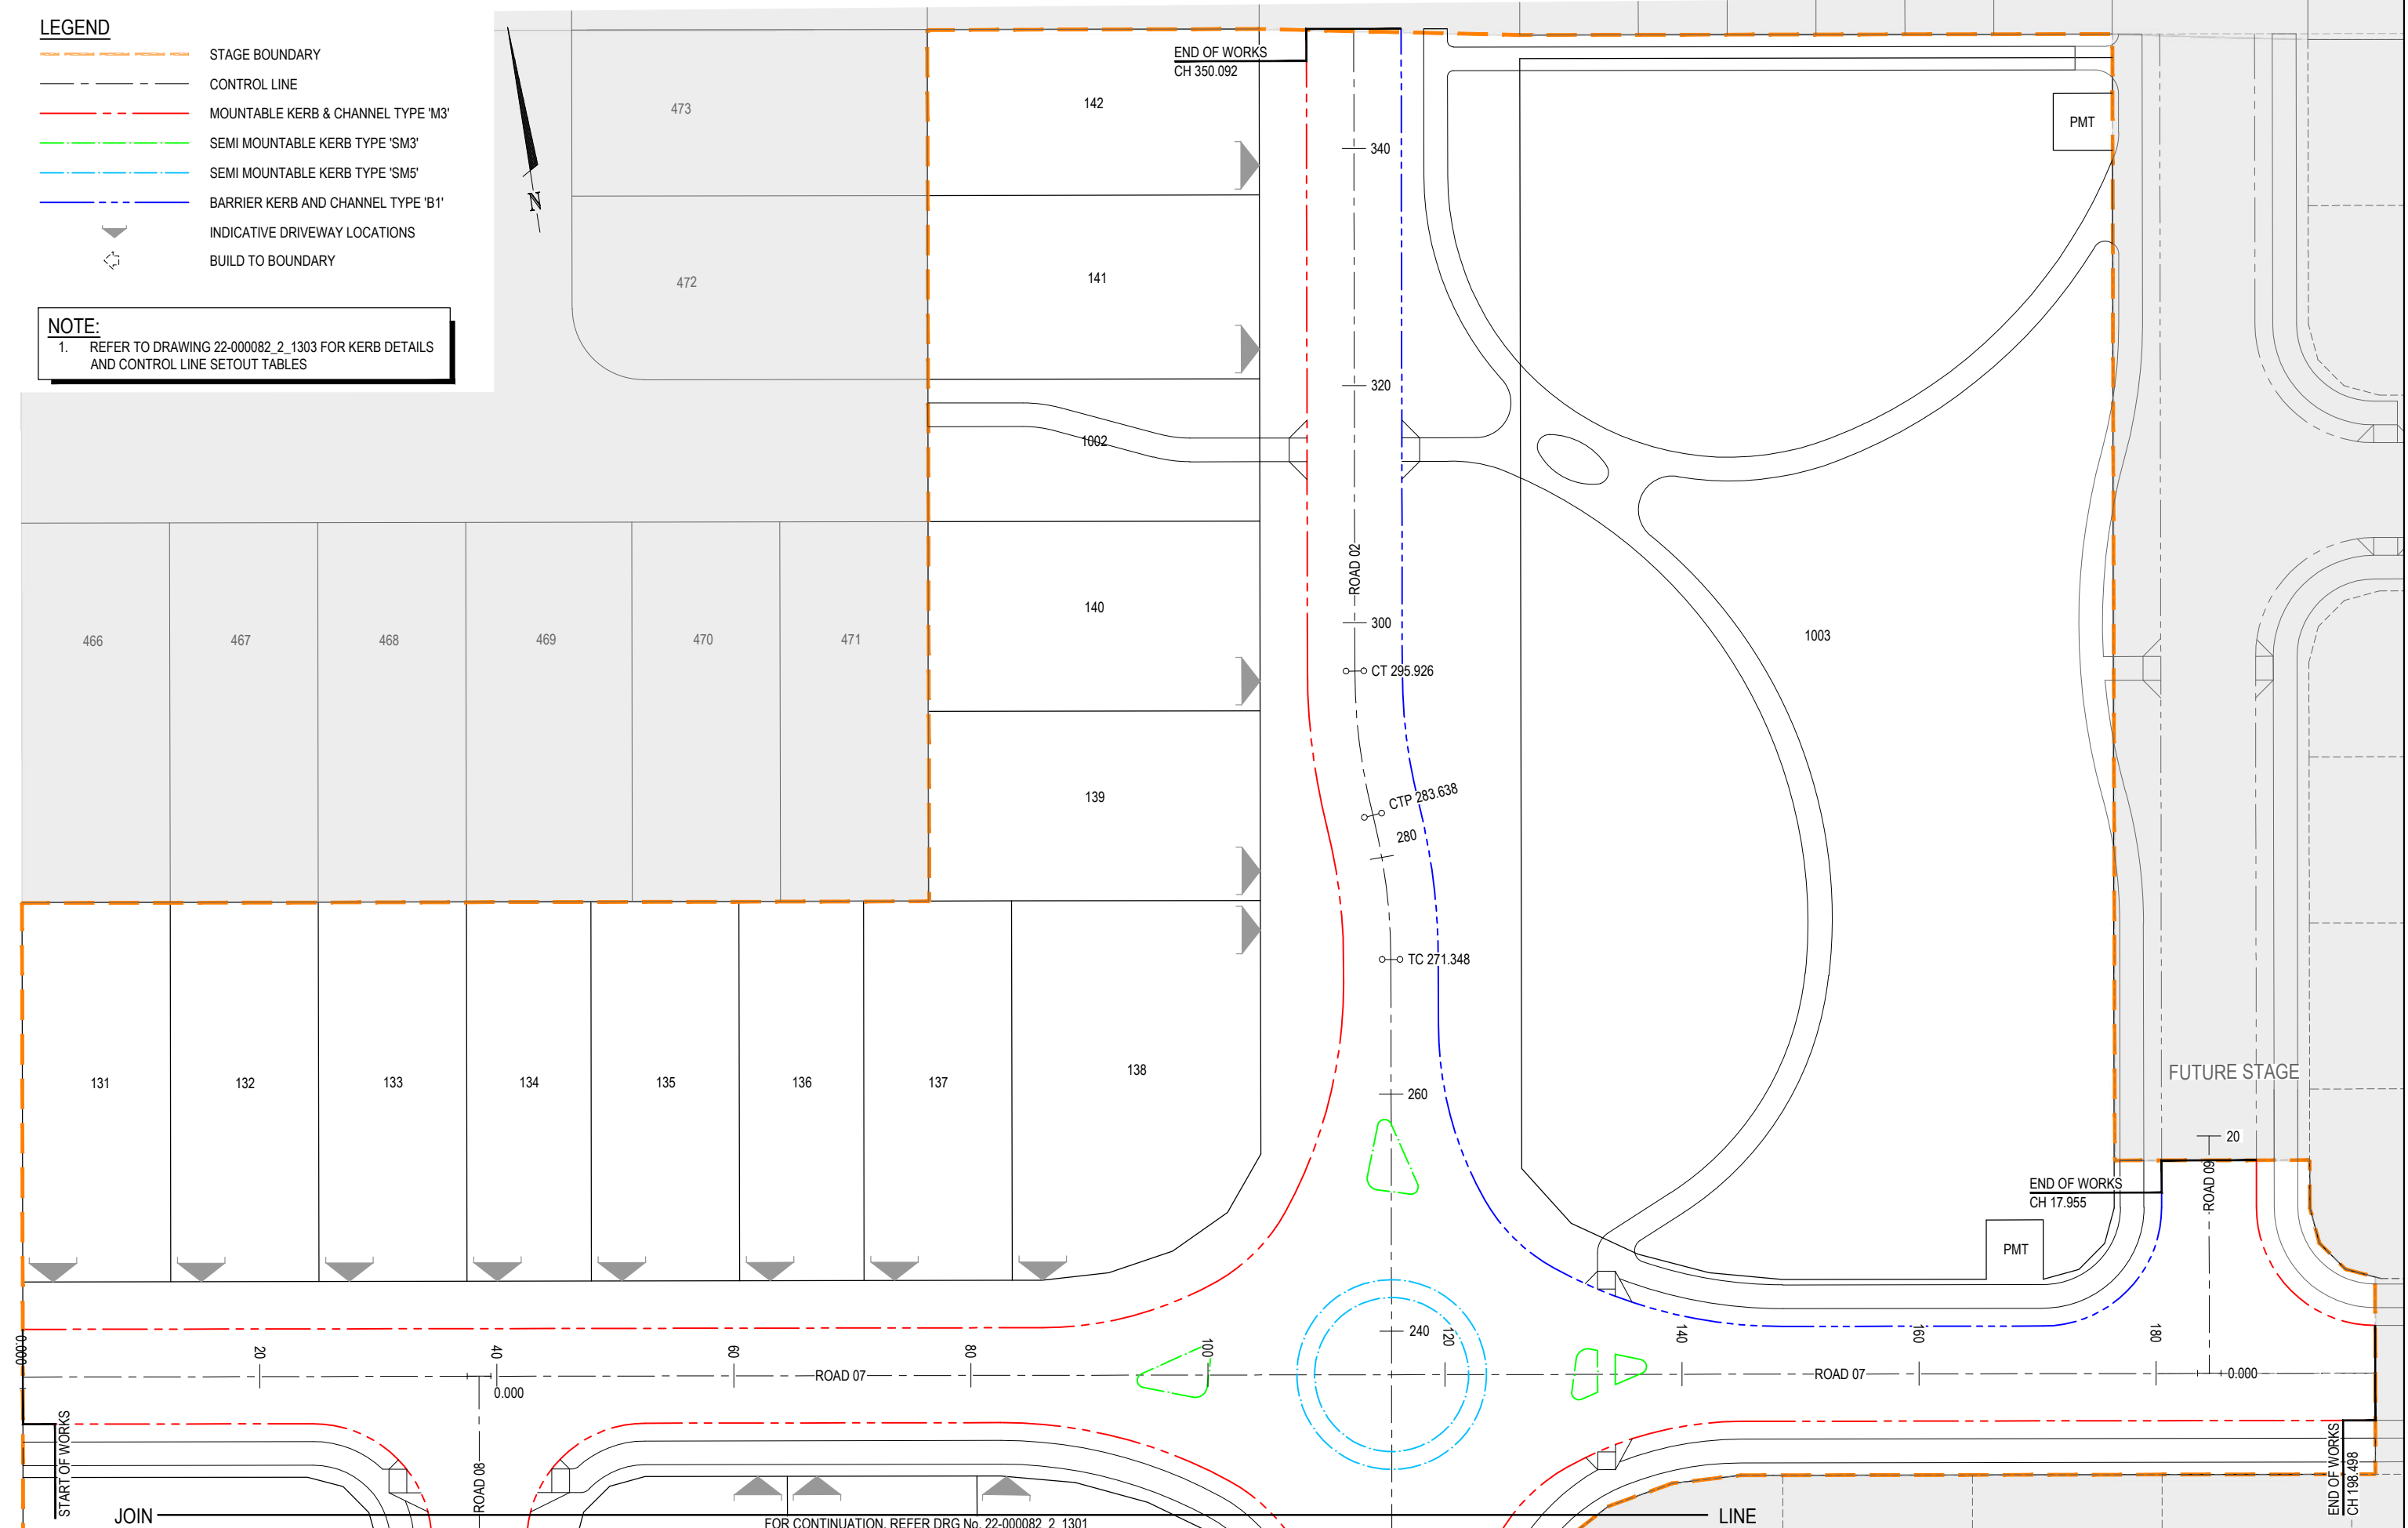 LEGEND
STAGE BOUNDARY
CONTROL LINE
MOUNTABLE KERB & CHANNEL TYPE 'M3'
SEMI MOUNTABLE KERB TYPE 'SM3'
SEMI MOUNTABLE KERB TYPE 'SM5'
BARRIER KERB AND CHANNEL TYPE 'B1'
INDICATIVE DRIVEWAY LOCATIONS
BUILD TO BOUNDARY
N
NOTE:
1. REFER TO DRAWING 22-000082_2_1303 FOR KERB DETAILS
AND CONTROL LINE SETOUT TABLES
END OF WORKS
CH 350.092
473
142
PMT
340
472
141
320
1002
ROAD 02
466
467
468
469
470
471
140
300
1003
CT 295.926
139
CTP 283.638
280
TC 271.348
131
132
133
134
135
136
137
138
260
FUTURE STAGE
20
ROAD 09
END OF WORKS
CH 17.955
PMT
0.000
20
40
60
80
100
240
120
140
160
180
ROAD 07
ROAD 07
0.000
0.000
START OF WORKS
ROAD 08
END OF WORKS
CH 198.498
JOIN
LINE
FOR CONTINUATION, REFER DRG No. 22-000082_2_1301